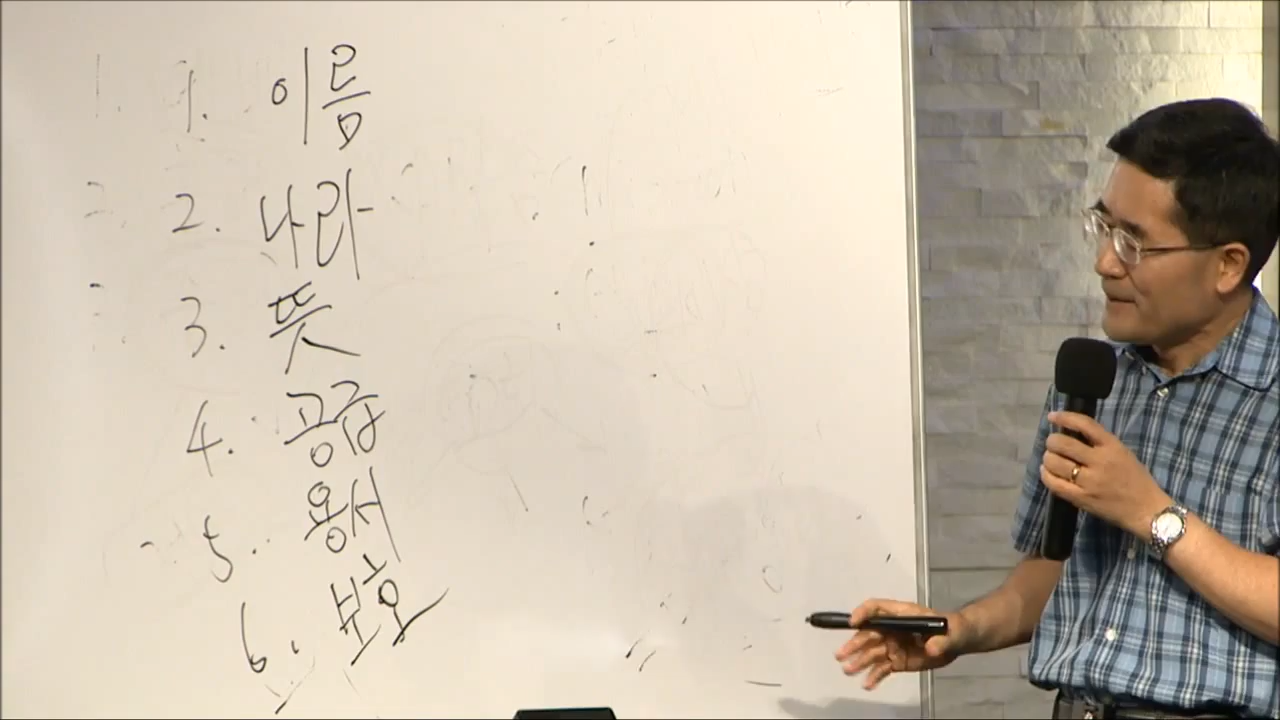 1. 이름
2. 나라
3. 뜻
4. 공급
5. 용서
6. 보호